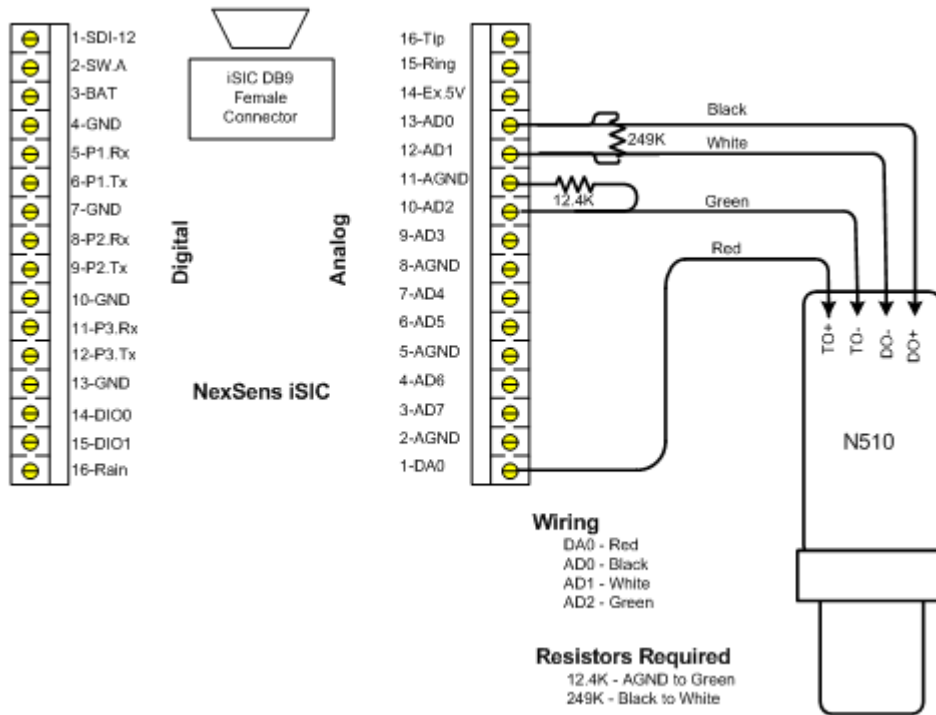 1-SDI-12
2-SW.A
3-BAT
4-GND
5-P1.Rx
6-P1.Tx
7-GND
8-P2.Rx
9-P2.Tx
10-GND
11-P3.Rx
12-P3.Tx
13-GND
14-DIO0
15-DIO1
16-Rain
Digital
iSIC DB9
Female
Connector
NexSens iSIC
Analog
16-Tip
15-Ring
14-Ex.5V
13-AD0
12-AD1
11-AGND
10-AD2
9-AD3
8-AGND
7-AD4
6-AD5
5-AGND
4-AD6
3-AD7
2-AGND
1-DA0
Black
249K
White
12.4K
Green
Red
TO+
TO-
DO-
DO+
N510
Wiring
DA0 - Red
AD0 - Black
AD1 - White
AD2 - Green
Resistors Required
12.4K - AGND to Green
249K - Black to White